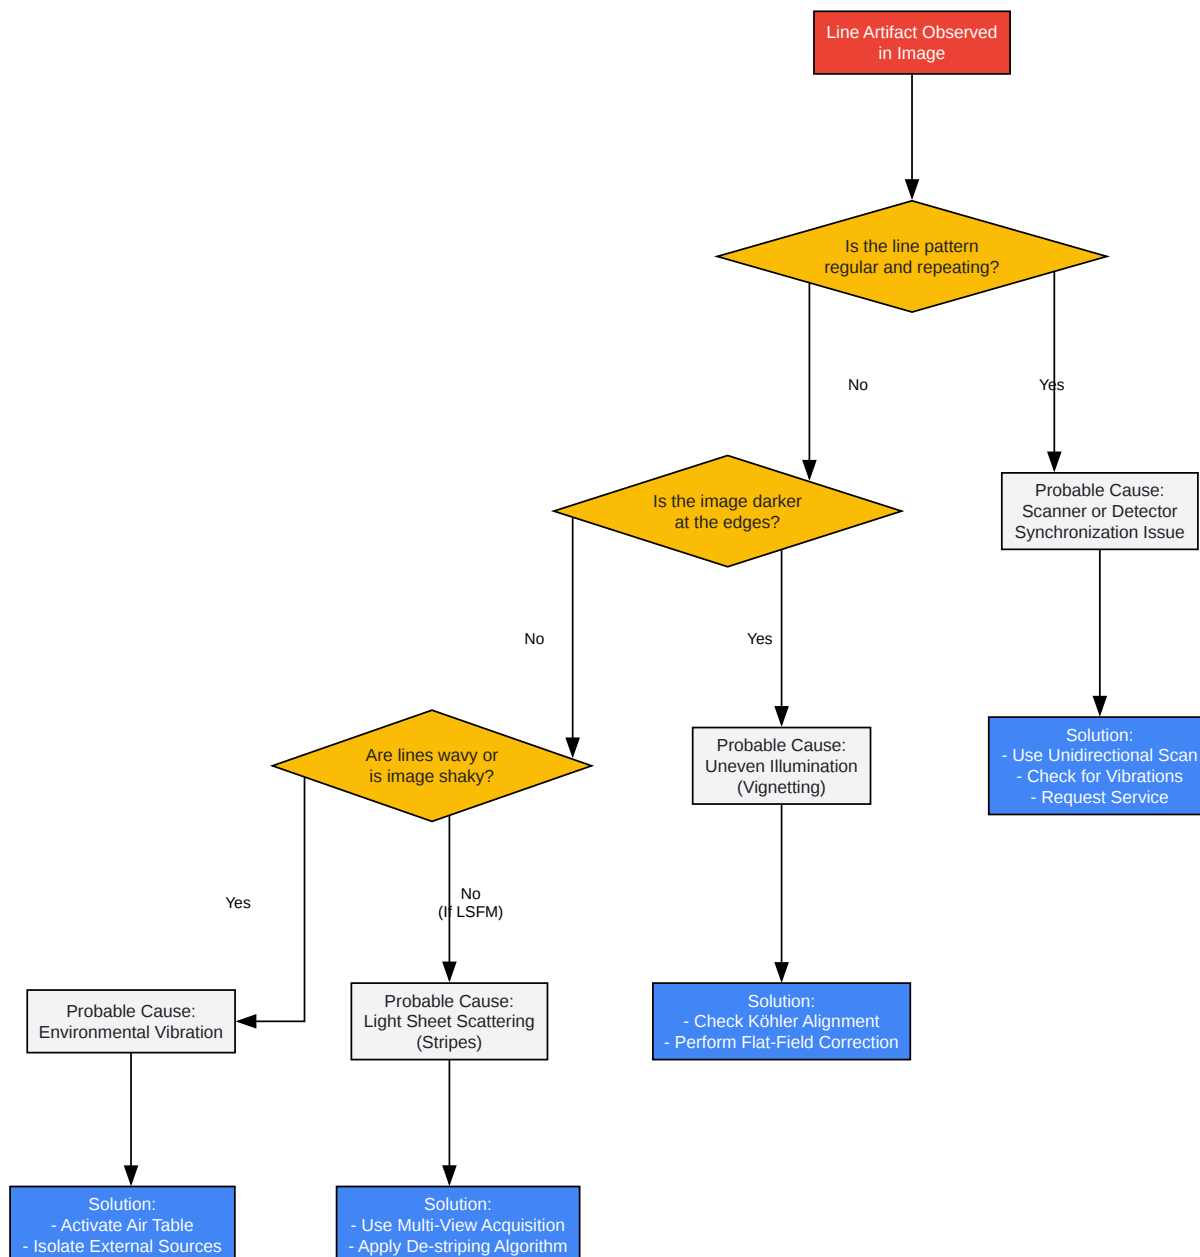 Line Artifact Observed
in Image
Is the line pattern
regular and repeating?
No
Yes
Is the image darker
at the edges?
Probable Cause:
Scanner or Detector
Synchronization Issue
No
Yes
Are lines wavy or
is image shaky?
Probable Cause:
Uneven Illumination
(Vignetting)
Solution:
- Use Unidirectional Scan
- Check for Vibrations
- Request Service
Yes
No
(If LSFM)
Probable Cause:
Environmental Vibration
Probable Cause:
Light Sheet Scattering
(Stripes)
Solution:
- Check Köhler Alignment
- Perform Flat-Field Correction
Solution:
- Activate Air Table
- Isolate External Sources
Solution:
- Use Multi-View Acquisition
- Apply De-striping Algorithm